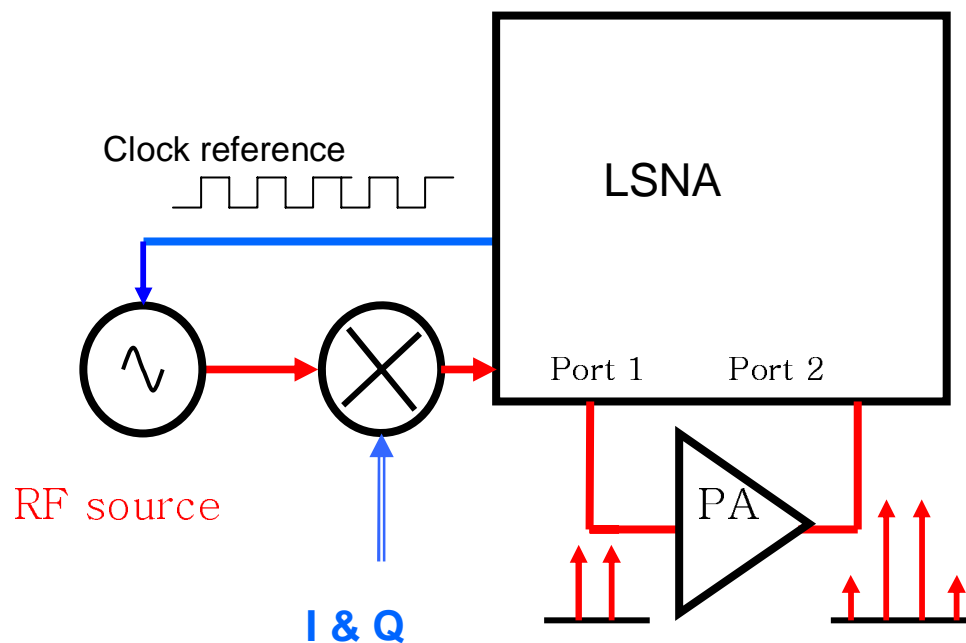 Clock reference
LSNA
Port 1 Port 2
RF source
PA
I & Q